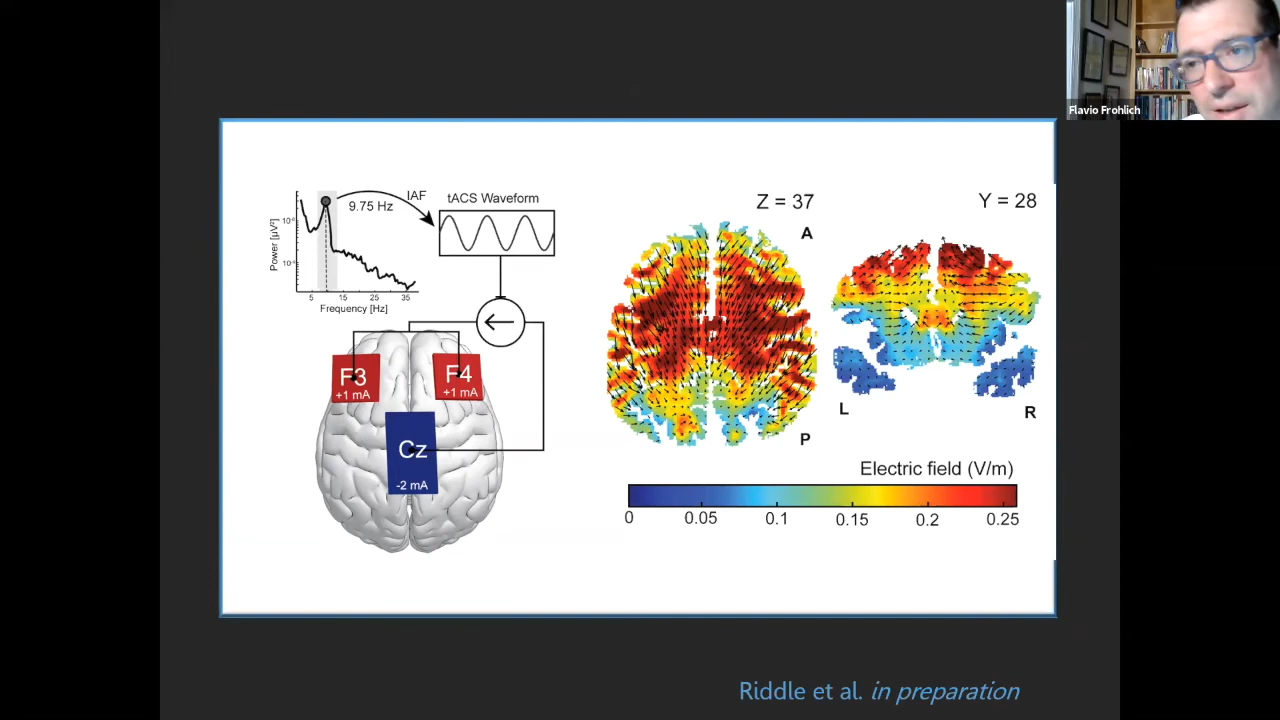 Flavio Frohlich
Power [µV²]
9.75 Hz
IAF
tACS Waveform
5 15 25 35
Frequency [Hz]
F3
+1 mA
F4
+1 mA
Cz
-2 mA
Z = 37
A
P
Y = 28
L
R
Electric field (V/m)
0 0.05 0.1 0.15 0.2 0.25
Riddle et al. in preparation